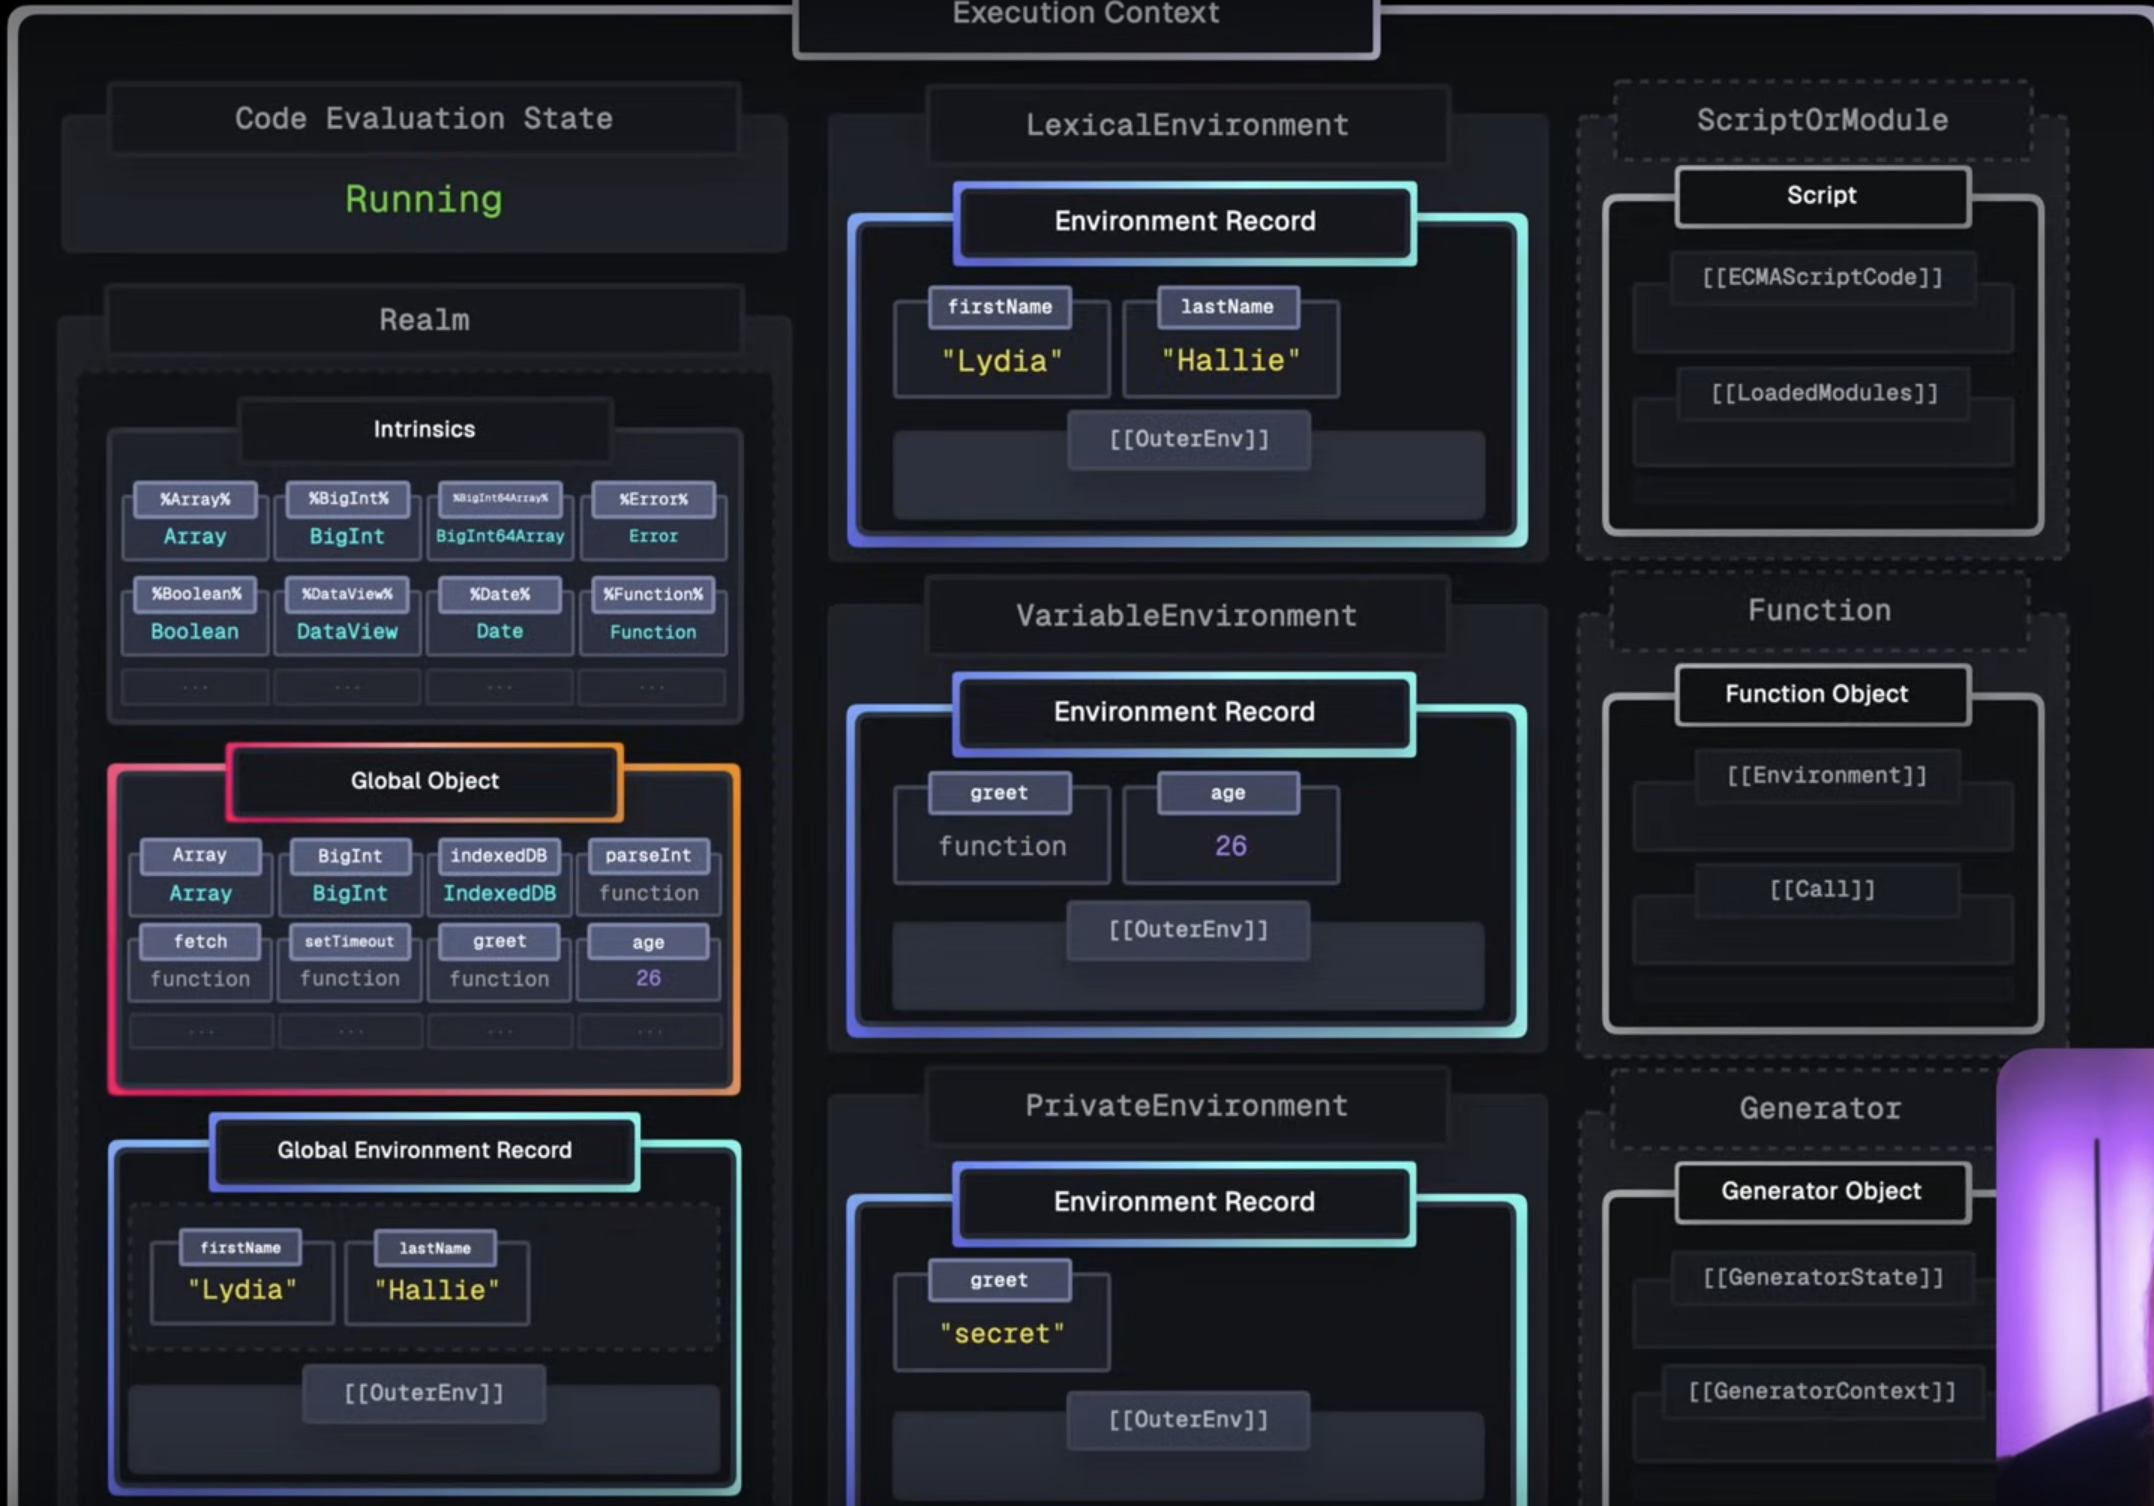 Execution Context
Code Evaluation State
Running
Realm
Intrinsics
%Array% %BigInt% %BigInt64Array% %Error%
Array BigInt BigInt64Array Error
%Boolean% %DataView% %Date% %Function%
Boolean DataView Date Function
... ... ... ...
Global Object
Array BigInt indexedDB parseInt
Array BigInt IndexedDB function
fetch setTimeout greet age
function function function 26
... ... ... ...
Global Environment Record
firstName lastName
"Lydia" "Hallie"
[[OuterEnv]]
LexicalEnvironment
Environment Record
firstName lastName
"Lydia" "Hallie"
[[OuterEnv]]
VariableEnvironment
Environment Record
greet age
function 26
[[OuterEnv]]
PrivateEnvironment
Environment Record
greet
"secret"
[[OuterEnv]]
ScriptOrModule
Script
[[ECMAScriptCode]]
[[LoadedModules]]
Function
Function Object
[[Environment]]
[[Call]]
Generator
Generator Object
[[GeneratorState]]
[[GeneratorContext]]